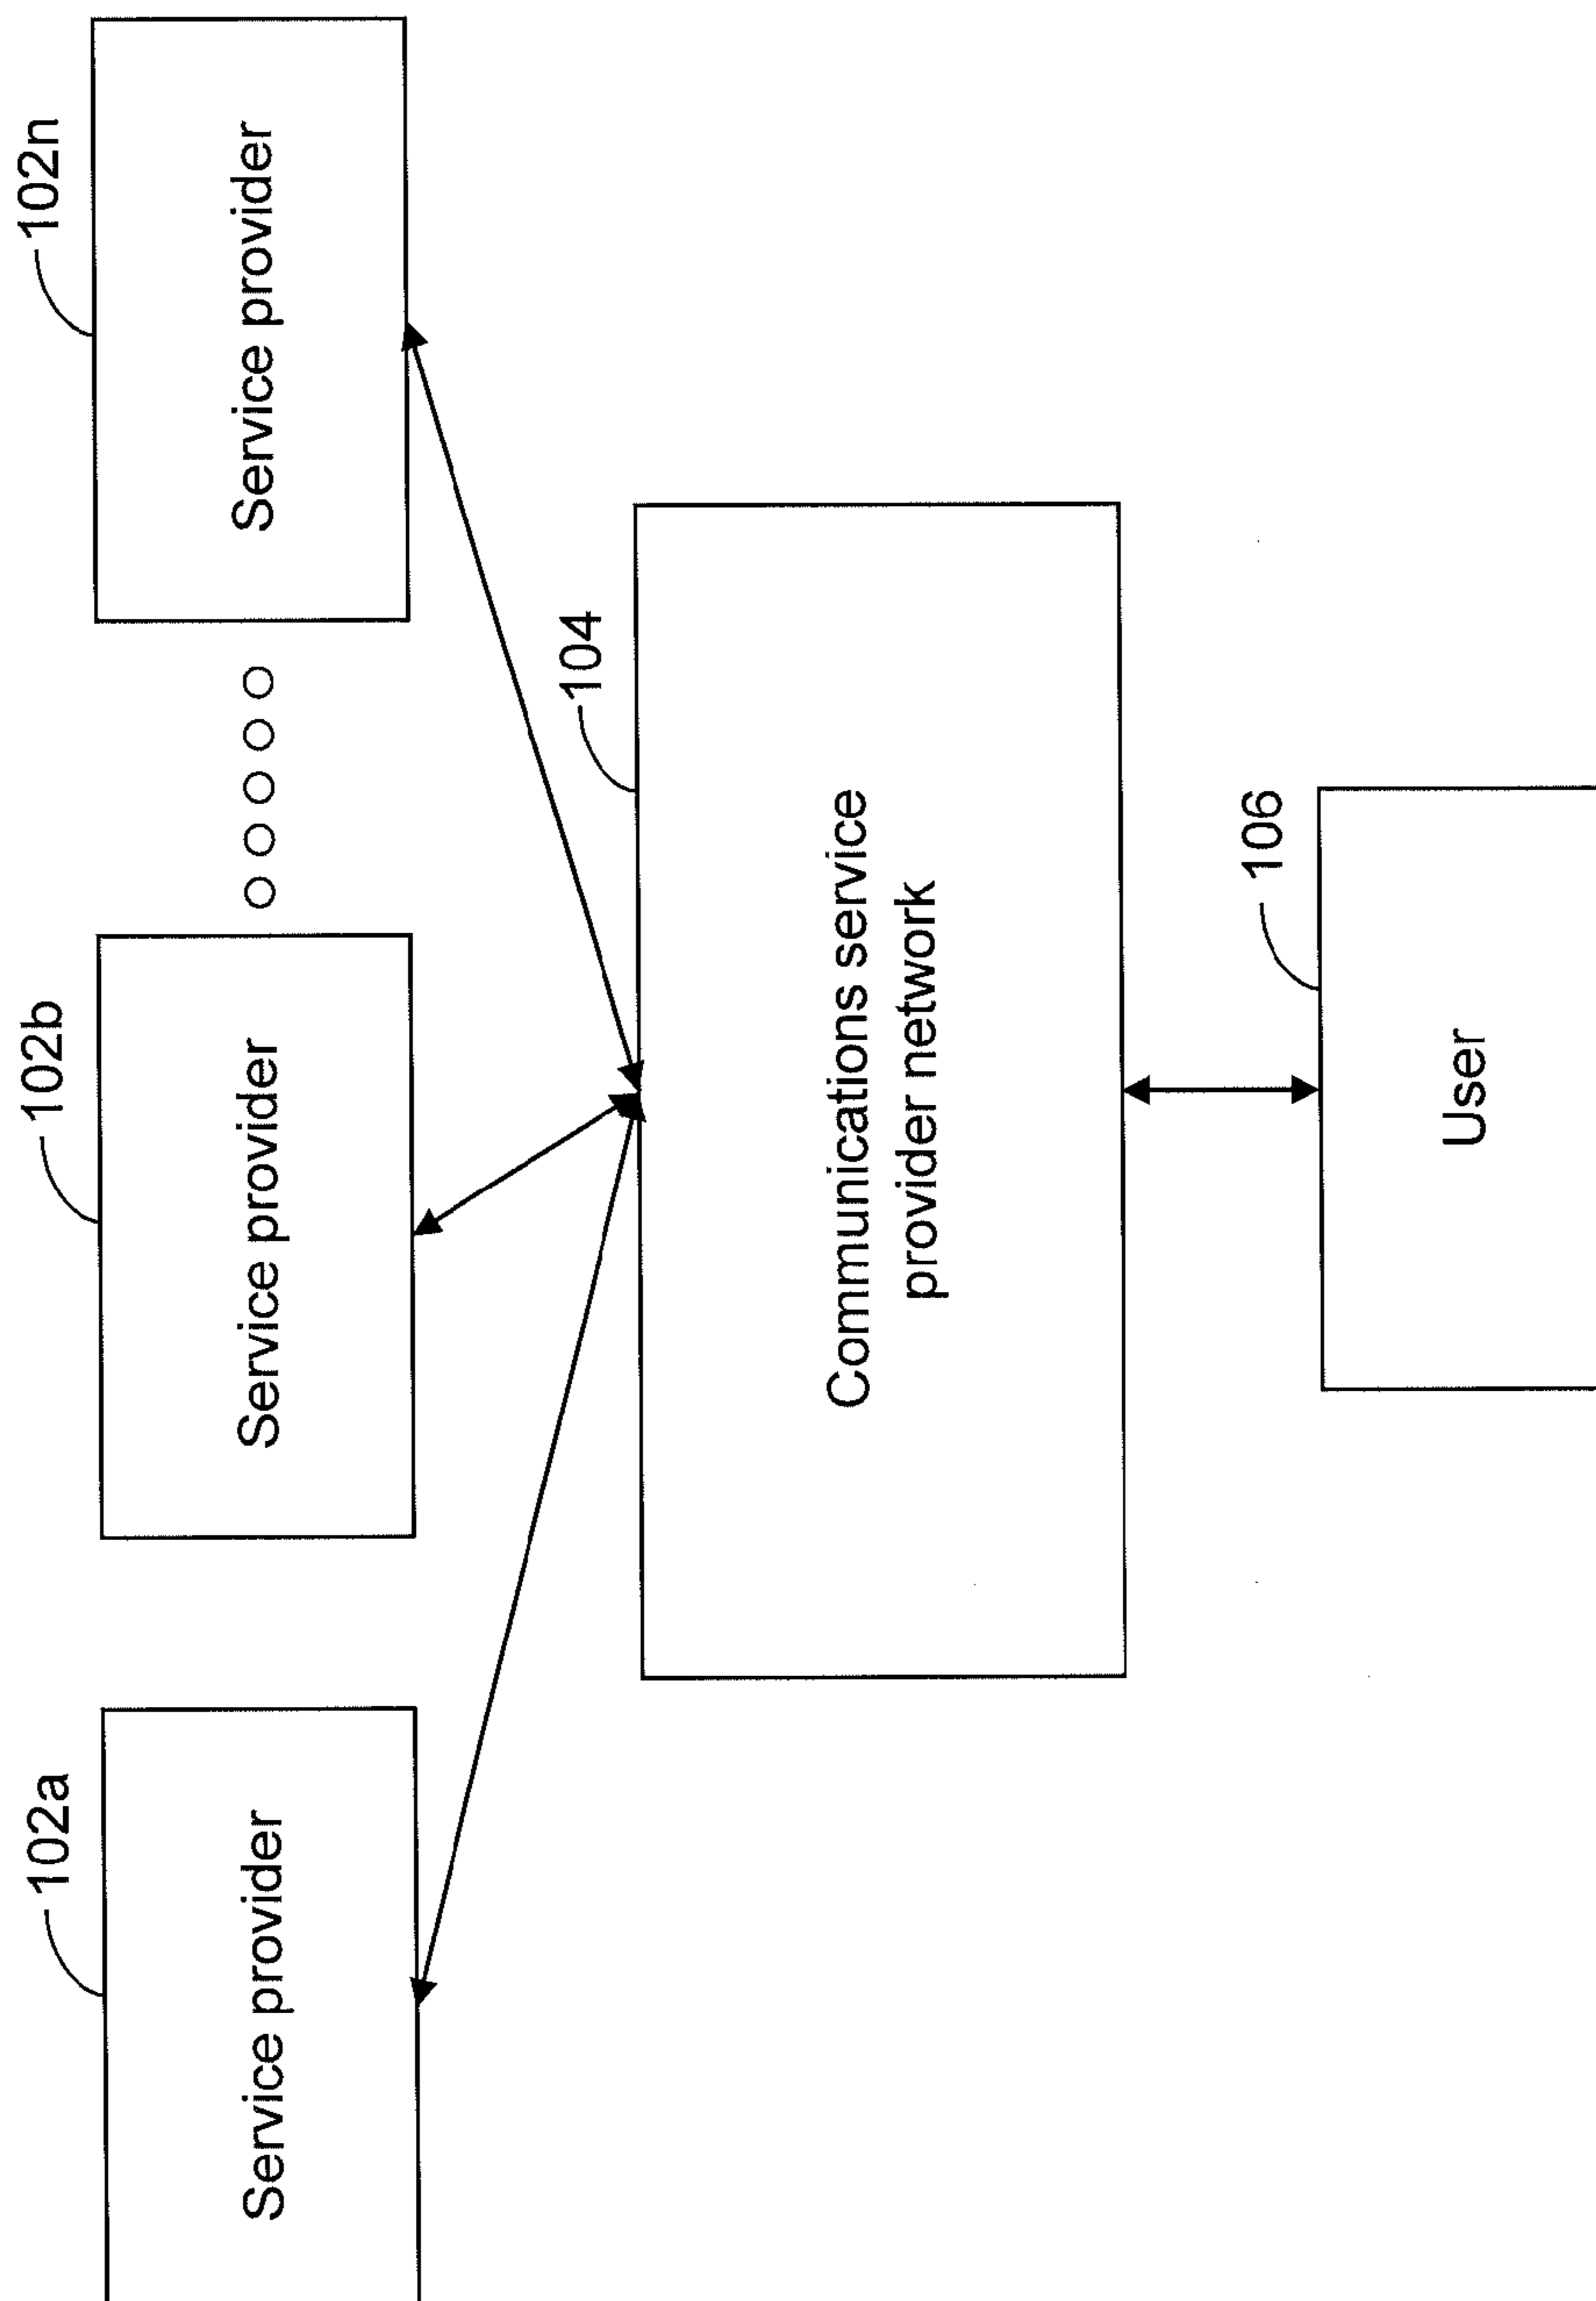 102a
102b
102n
Service provider
Service provider
Service provider
104
Communications service
provider network
106
User